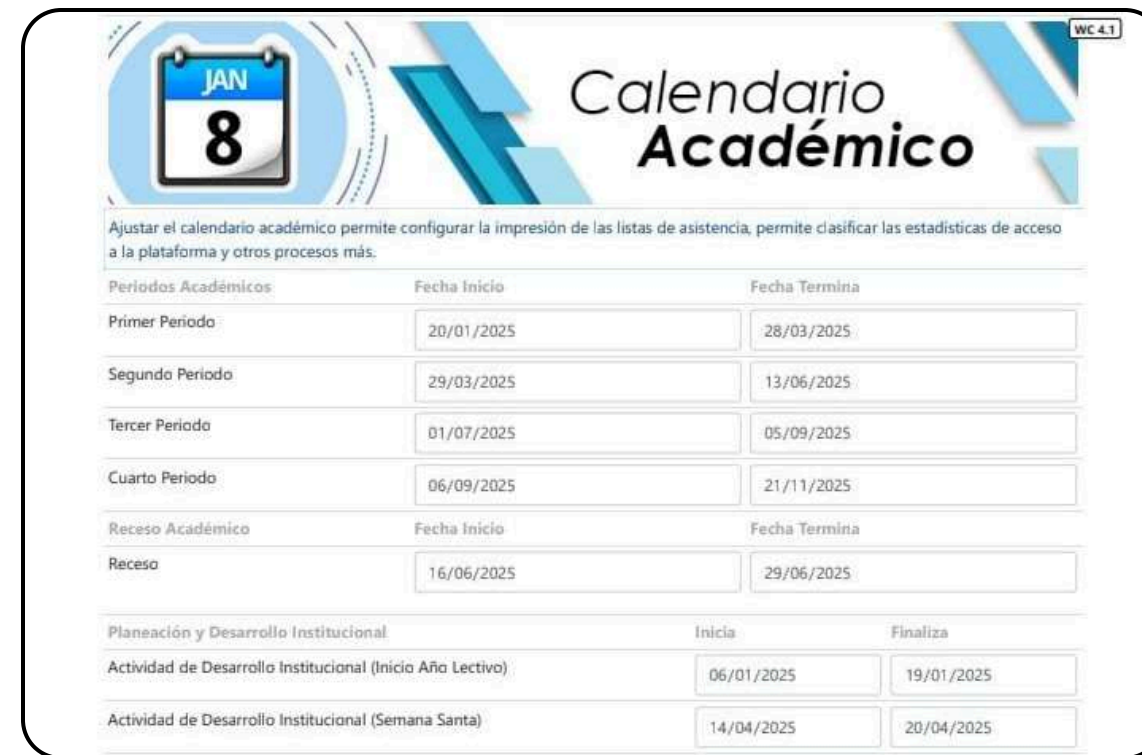 WC 4.1
JAN
8
Calendario
Académico
Ajustar el calendario académico permite configurar la impresión de las listas de asistencia, permite clasificar las estadísticas de acceso
a la plataforma y otros procesos más.
Periodos Académicos Fecha Inicio Fecha Termina
Primer Periodo 20/01/2025 28/03/2025
Segundo Periodo 29/03/2025 13/06/2025
Tercer Periodo 01/07/2025 05/09/2025
Cuarto Periodo 06/09/2025 21/11/2025
Receso Académico Fecha Inicio Fecha Termina
Receso 16/06/2025 29/06/2025
Planeación y Desarrollo Institucional Inicia Finaliza
Actividad de Desarrollo Institucional (Inicio Año Lectivo) 06/01/2025 19/01/2025
Actividad de Desarrollo Institucional (Semana Santa) 14/04/2025 20/04/2025